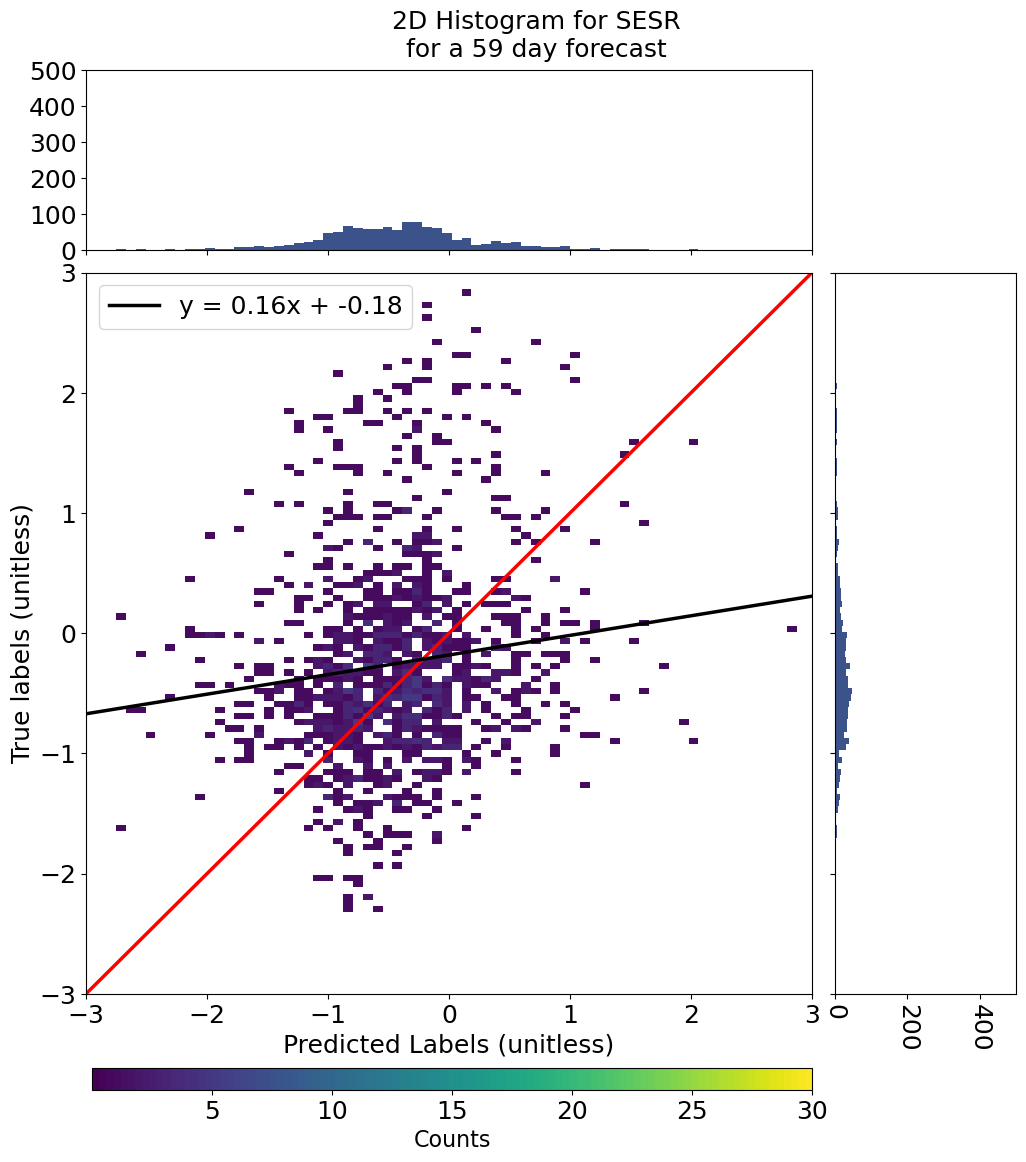 2D Histogram for SESR
for a 59 day forecast
500
400
300
200
100
0
3
2
1
0
−1
−2
−3
True labels (unitless)
y = 0.16x + -0.18
−3 −2 −1 0 1 2 3
Predicted Labels (unitless)
0 200 400
5 10 15 20 25 30
Counts